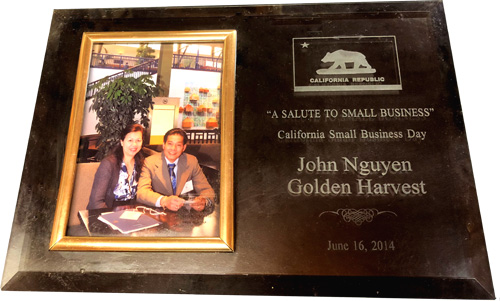 CALIFORNIA REPUBLIC
"A SALUTE TO SMALL BUSINESS"
California Small Business Day
John Nguyen
Golden Harvest
June 16, 2014